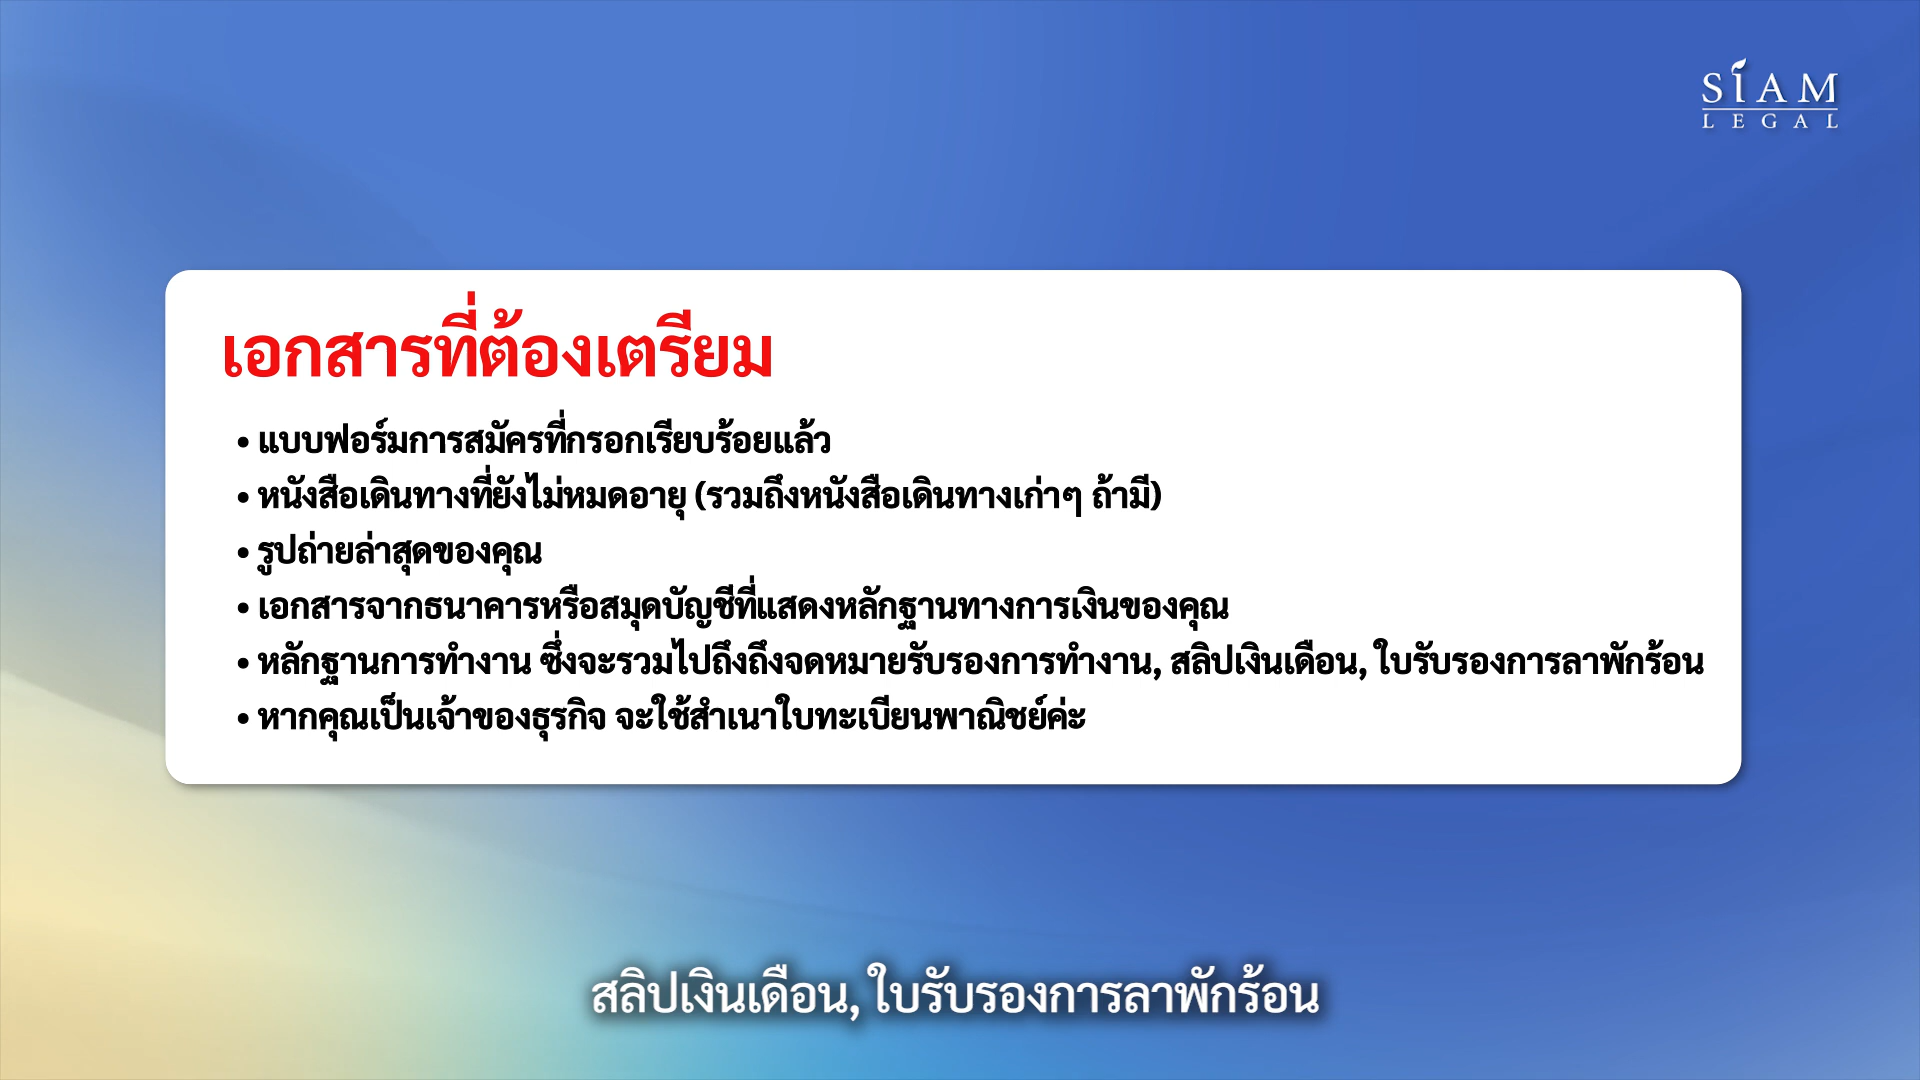 SIAM
LEGAL
เอกสารที่ต้องเตรียม
• แบบฟอร์มการสมัครที่กรอกเรียบร้อยแล้ว
• หนังสือเดินทางที่ยังไม่หมดอายุ (รวมถึงหนังสือเดินทางเก่าๆ ถ้ามี)
• รูปถ่ายล่าสุดของคุณ
• เอกสารจากธนาคารหรือสมุดบัญชีที่แสดงหลักฐานทางการเงินของคุณ
• หลักฐานการทำงาน ซึ่งจะรวมไปถึงถึงจดหมายรับรองการทำงาน, สลิปเงินเดือน, ใบรับรองการลาพักร้อน
• หากคุณเป็นเจ้าของธุรกิจ จะใช้สำเนาใบทะเบียนพาณิชย์ค่ะ
สลิปเงินเดือน, ใบรับรองการลาพักร้อน